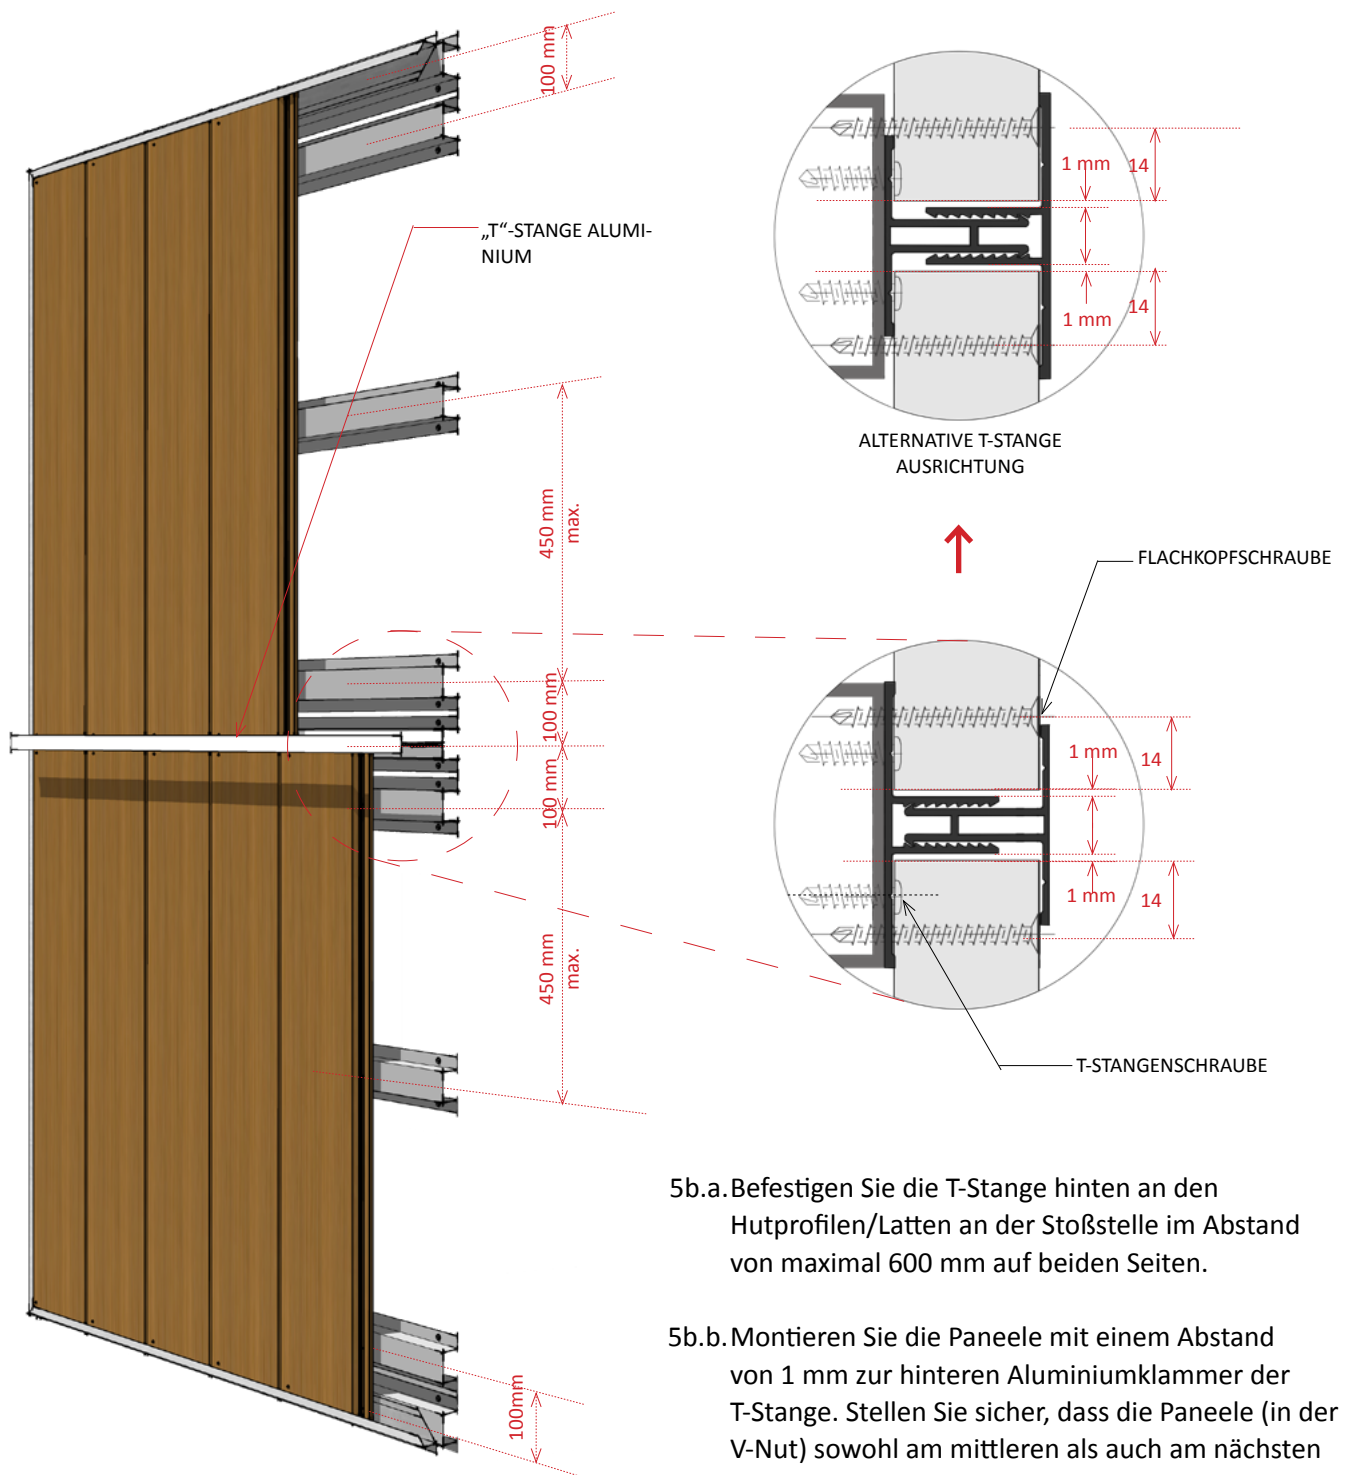 100 mm
„T“-STANGE ALUMI-
NIUM
450 mm
max.
100 mm
100 mm
450 mm
max.
100mm
1 mm
14
1 mm
14
ALTERNATIVE T-STANGE
AUSRICHTUNG
FLACHKOPFSCHRAUBE
1 mm
14
1 mm
14
T-STANGENSCHRAUBE
5b.a. Befestigen Sie die T-Stange hinten an den
Hutprofilen/Latten an der Stoßstelle im Abstand
von maximal 600 mm auf beiden Seiten.
5b.b. Montieren Sie die Paneele mit einem Abstand
von 1 mm zur hinteren Aluminiumklammer der
T-Stange. Stellen Sie sicher, dass die Paneele (in der
V-Nut) sowohl am mittleren als auch am nächsten